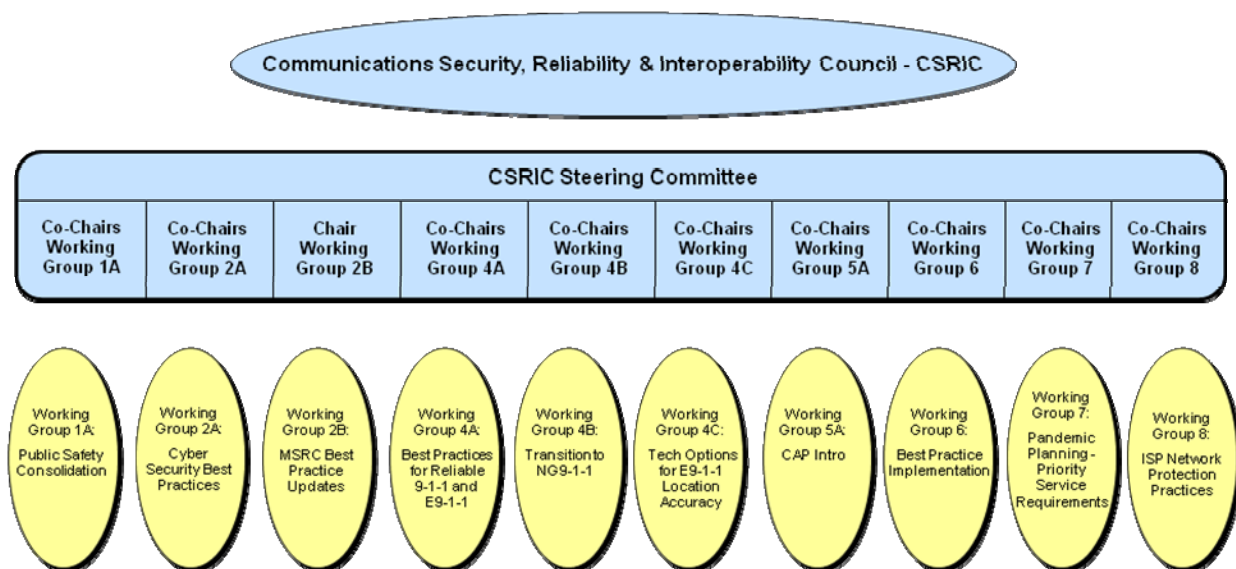 Communications Security, Reliability & Interoperability Council - CSRIC
CSRIC Steering Committee
Co-Chairs
Working
Group 1A
Co-Chairs
Working
Group 2A
Chair
Working
Group 2B
Co-Chairs
Working
Group 4A
Co-Chairs
Working
Group 4B
Co-Chairs
Working
Group 4C
Co-Chairs
Working
Group 5A
Co-Chairs
Working
Group 6
Co-Chairs
Working
Group 7
Co-Chairs
Working
Group 8
Working
Group 1A:
Public Safety
Consolidation
Working
Group 2A:
Cyber
Security Best
Practices
Working
Group 2B:
MSRC Best
Practice
Updates
Working
Group 4A:
Best Practices
for Reliable
9-1-1 and
E9-1-1
Working
Group 4B:
Transition to
NG9-1-1
Working
Group 4C:
Tech Options
for E9-1-1
Location
Accuracy
Working
Group 5A:
CAP Intro
Working
Group 6:
Best Practice
Implementation
Working
Group 7:
Pandemic
Planning -
Priority
Service
Requirements
Working
Group 8:
ISP Network
Protection
Practices